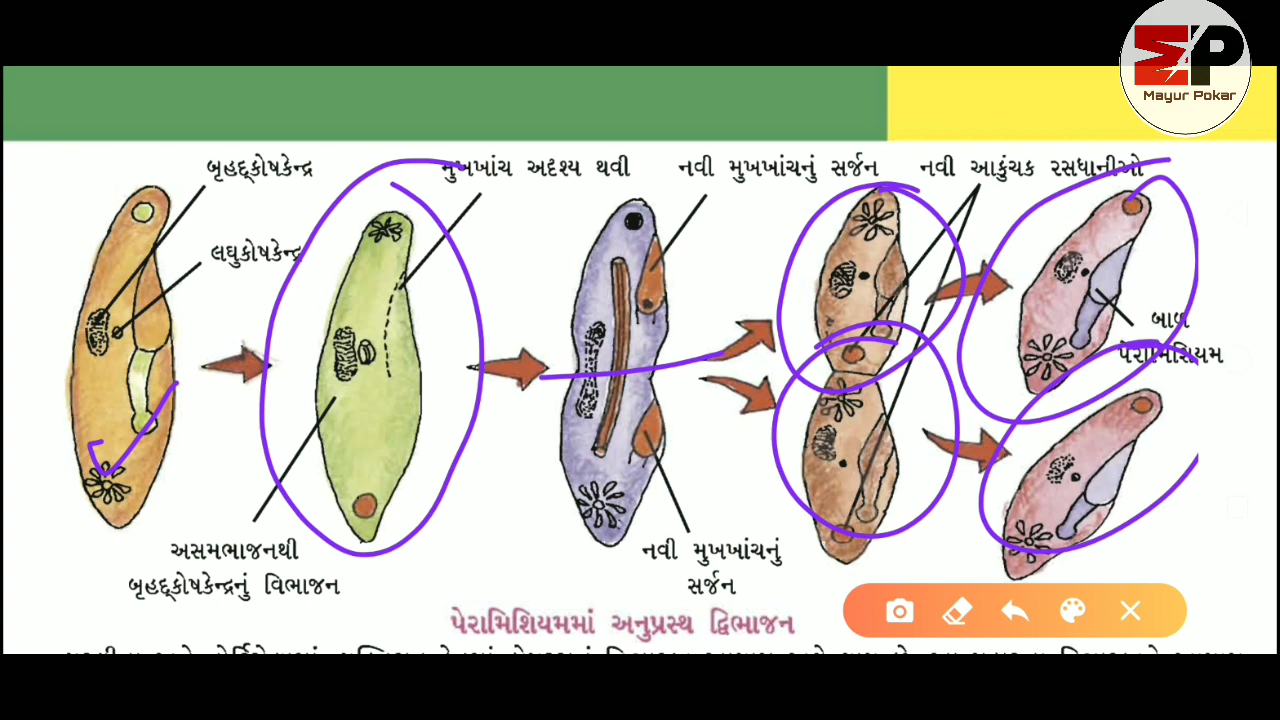 Mayur Pokar
બૃહદ્કોષકેન્દ્ર
મુખખાંચ અદૃશ્ય થવી
નવી મુખખાંચનું સર્જન
નવી આકુંચક રસધાનીઓ
લઘુકોષકેન્દ્ર
બાળ
પેરામિશિયમ
અસમભાજનથી
બૃહદ્કોષકેન્દ્રનું વિભાજન
નવી મુખખાંચનું
સર્જન
પેરામિશિયમમાં અનુપ્રસ્થ દ્વિભાજન